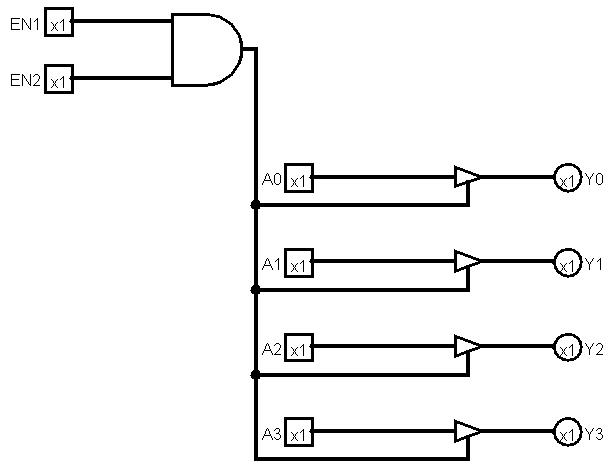 EN1 x1
EN2 x1
A0 x1 x1 Y0
A1 x1 x1 Y1
A2 x1 x1 Y2
A3 x1 x1 Y3